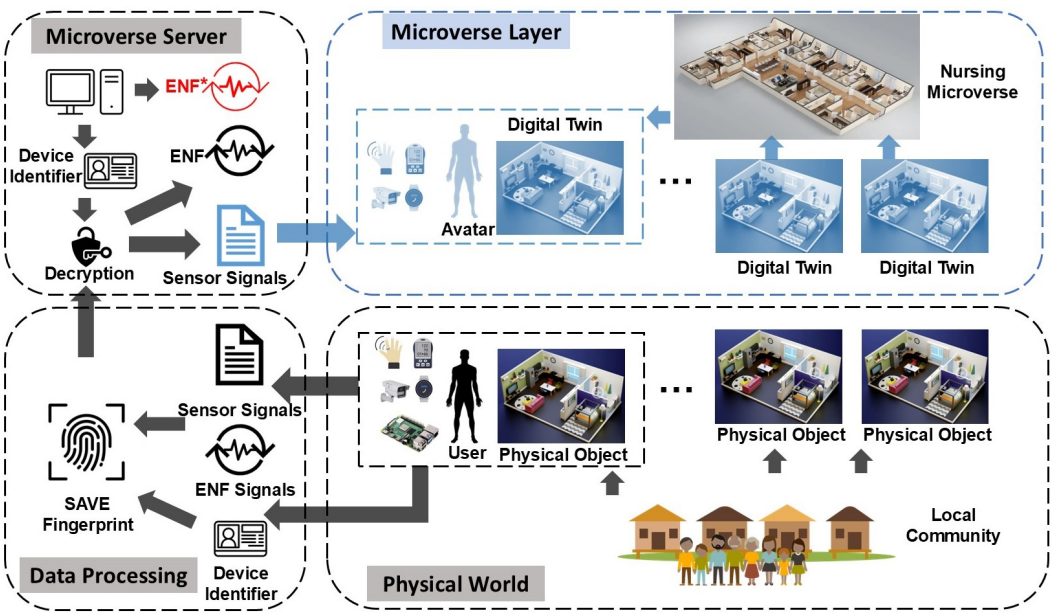 Microverse Server
ENF*
Device
Identifier
ENF
Decryption
Sensor Signals
Microverse Layer
Nursing
Microverse
Digital Twin
Avatar
...
Digital Twin
Digital Twin
Sensor Signals
ENF Signals
SAVE
Fingerprint
Device
Identifier
Data Processing
User
Physical Object
...
Physical Object
Physical Object
Local
Community
Physical World